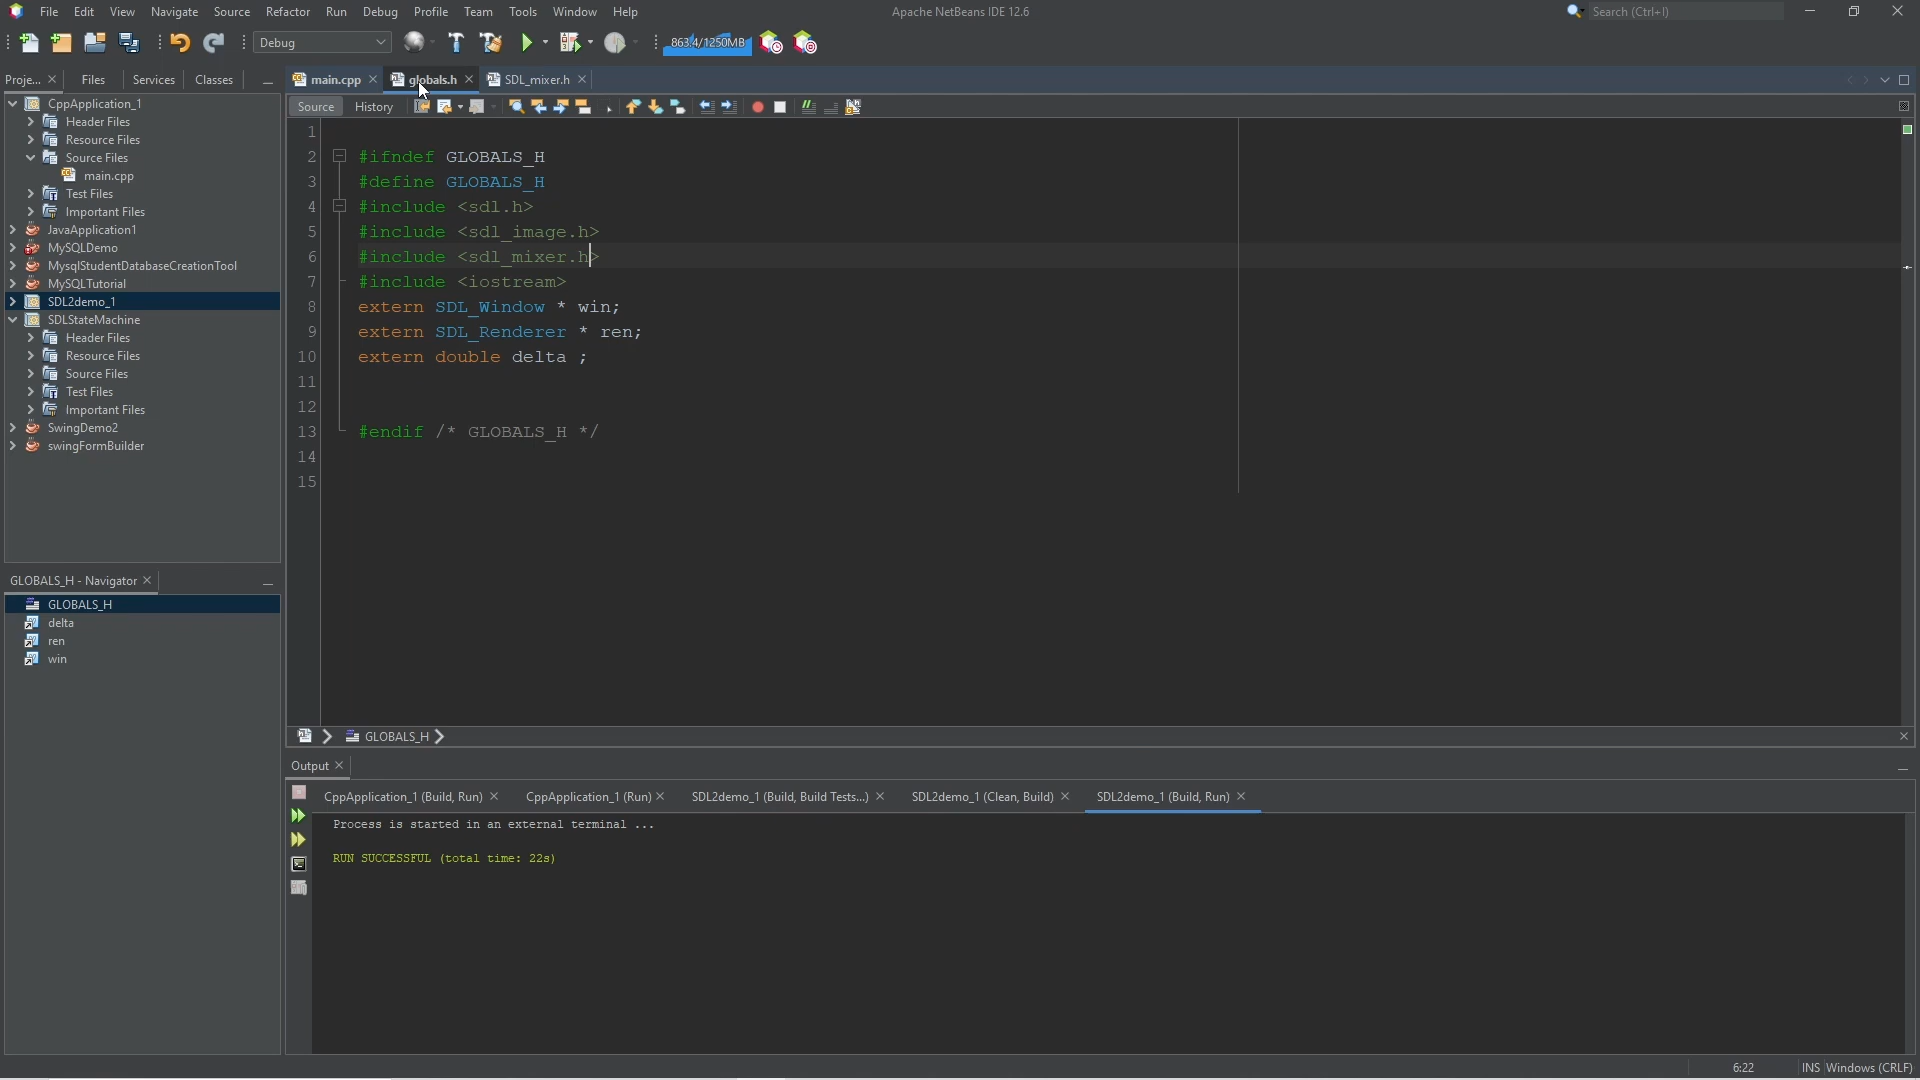 File Edit View Navigate Source Refactor Run Debug Profile Team Tools Window Help
Apache NetBeans IDE 12.6
Search (Ctrl+I)
Debug
863.4/1250MB
Proje... Files Services Classes
main.cpp globals.h SDL_mixer.h
Source History
CppApplication_1
Header Files
Resource Files
Source Files
main.cpp
Test Files
Important Files
JavaApplication1
MySQLDemo
MysqlStudentDatabaseCreationTool
MySQLTutorial
SDL2demo_1
SDLStateMachine
Header Files
Resource Files
Source Files
Test Files
Important Files
SwingDemo2
swingFormBuilder
1
2 #ifndef GLOBALS_H
3 #define GLOBALS_H
4 #include <sdl.h>
5 #include <sdl_image.h>
6 #include <sdl_mixer.h>
7 #include <iostream>
8 extern SDL_Window * win;
9 extern SDL_Renderer * ren;
10 extern double delta ;
11
12
13 #endif /* GLOBALS_H */
14
15
GLOBALS_H
GLOBALS_H - Navigator
GLOBALS_H
delta
ren
win
Output
CppApplication_1 (Build, Run) CppApplication_1 (Run) SDL2demo_1 (Build, Build Tests...) SDL2demo_1 (Clean, Build) SDL2demo_1 (Build, Run)
Process is started in an external terminal ...
RUN SUCCESSFUL (total time: 22s)
6:22 INS Windows (CRLF)